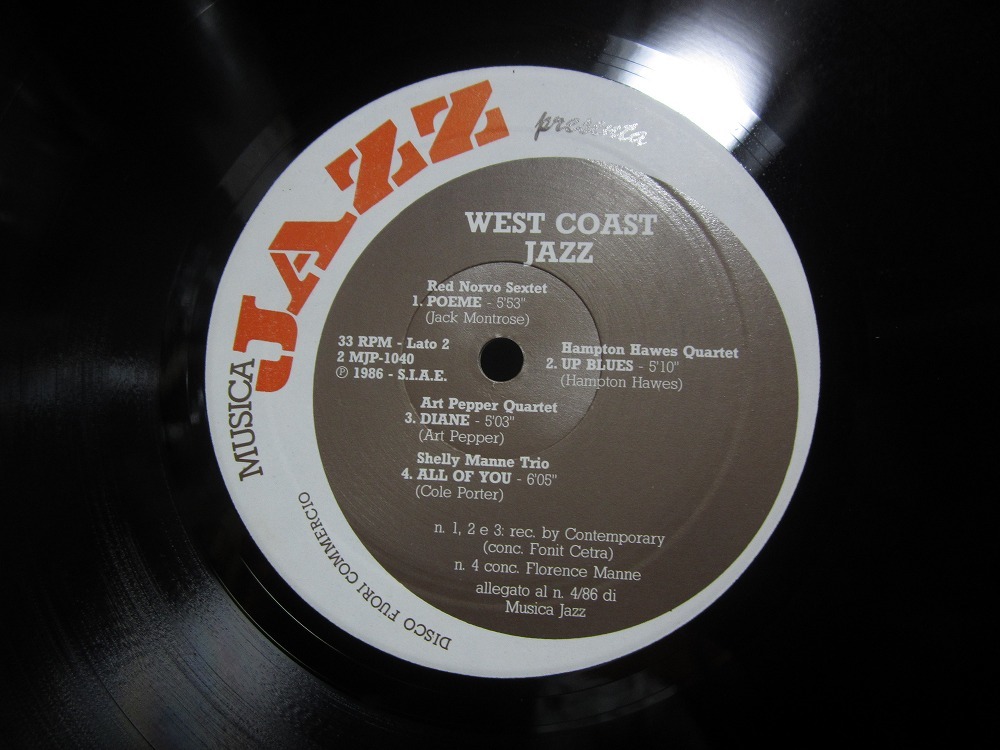 MUSICA JAZZ presenta
WEST COAST
JAZZ
Red Norvo Sextet
1. POEME - 5'53"
(Jack Montrose)
33 RPM - Lato 2
2 MJP-1040
℗ 1986 - S.I.A.E.
Hampton Hawes Quartet
2. UP BLUES - 5'10"
(Hampton Hawes)
Art Pepper Quartet
3. DIANE - 5'03"
(Art Pepper)
Shelly Manne Trio
4. ALL OF YOU - 6'05"
(Cole Porter)
n. 1, 2 e 3: rec. by Contemporary
(conc. Fonit Cetra)
n. 4 conc. Florence Manne
allegato al n. 4/86 di
Musica Jazz
DISCO FUORI COMMERCIO